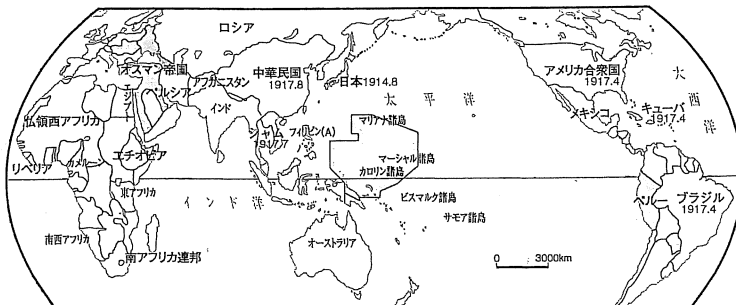 ロシア
オスマン帝国
アフガニスタン
ペルシア
エジプト
中華民国
1917.8
日本1914.8
インド
仏領西アフリカ
シャム
1917.7
フィリピン(A)
リベリア
カメルーン
エチオピア
東アフリカ
南西アフリカ
南アフリカ連邦
インド洋
太平洋
マリアナ諸島
マーシャル諸島
カロリン諸島
ビスマルク諸島
サモア諸島
オーストラリア
0 3000km
アメリカ合衆国
1917.4
大西洋
メキシコ
キューバ
1917.4
ペルー
ブラジル
1917.4